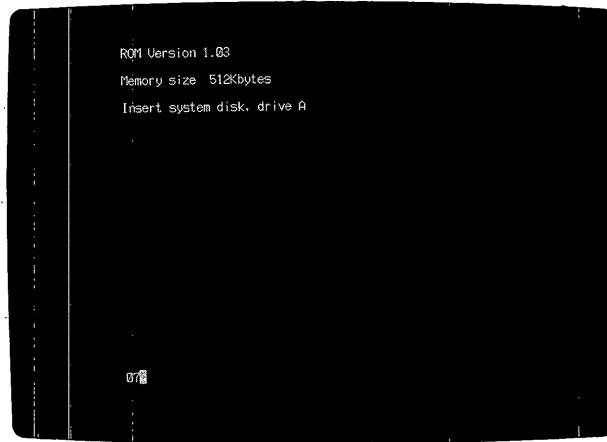 ROM Version 1.03
Memory size 512Kbytes
Insert system disk, drive A
07